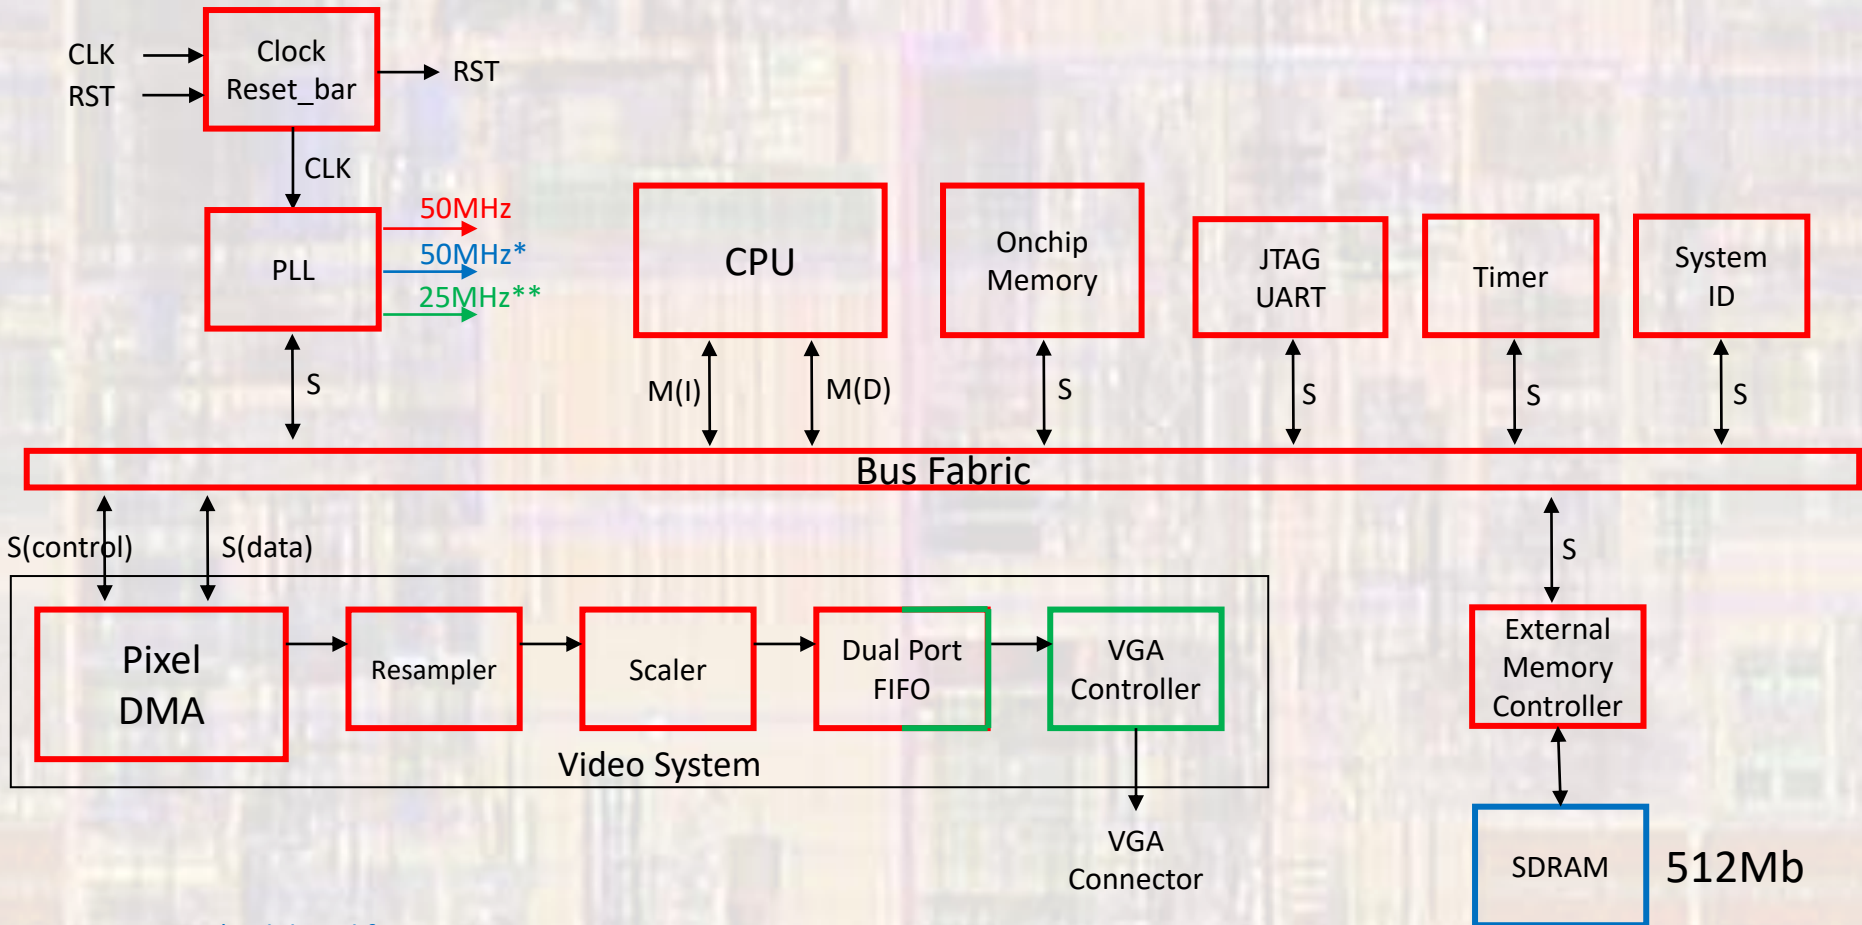 CLK
RST
Clock
Reset_bar
RST
CLK
PLL
50MHz
50MHz*
25MHz**
CPU
Onchip
Memory
JTAG
UART
Timer
System
ID
S
M(I)
M(D)
S
S
S
S
Bus Fabric
S(control)
S(data)
S
Pixel
DMA
Resampler
Scaler
Dual Port
FIFO
VGA
Controller
Video System
External
Memory
Controller
VGA
Connector
SDRAM
512Mb